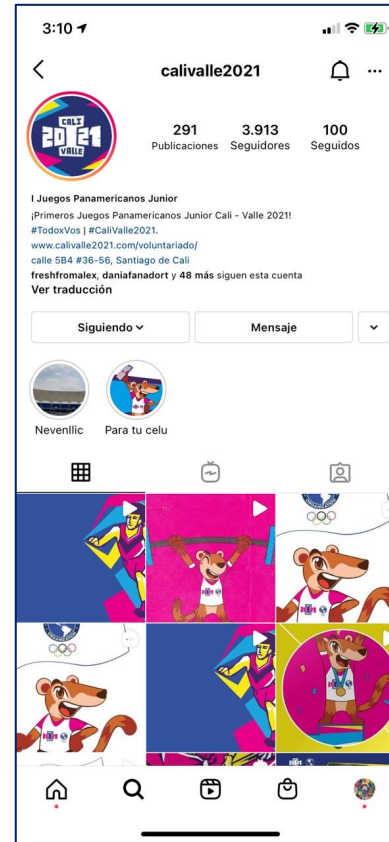 3:10
calivalle2021
CALI
2021
VALLE
291
Publicaciones
3.913
Seguidores
100
Seguidos
I Juegos Panamericanos Junior
¡Primeros Juegos Panamericanos Junior Cali - Valle 2021!
#TodoxVos | #CaliValle2021.
www.calivalle2021.com/voluntariado/
calle 5B4 #36-56, Santiago de Cali
freshfromalex, daniafanadort y 48 más siguen esta cuenta
Ver traducción
Siguiendo
Mensaje
Nevenllic
Para tu celu